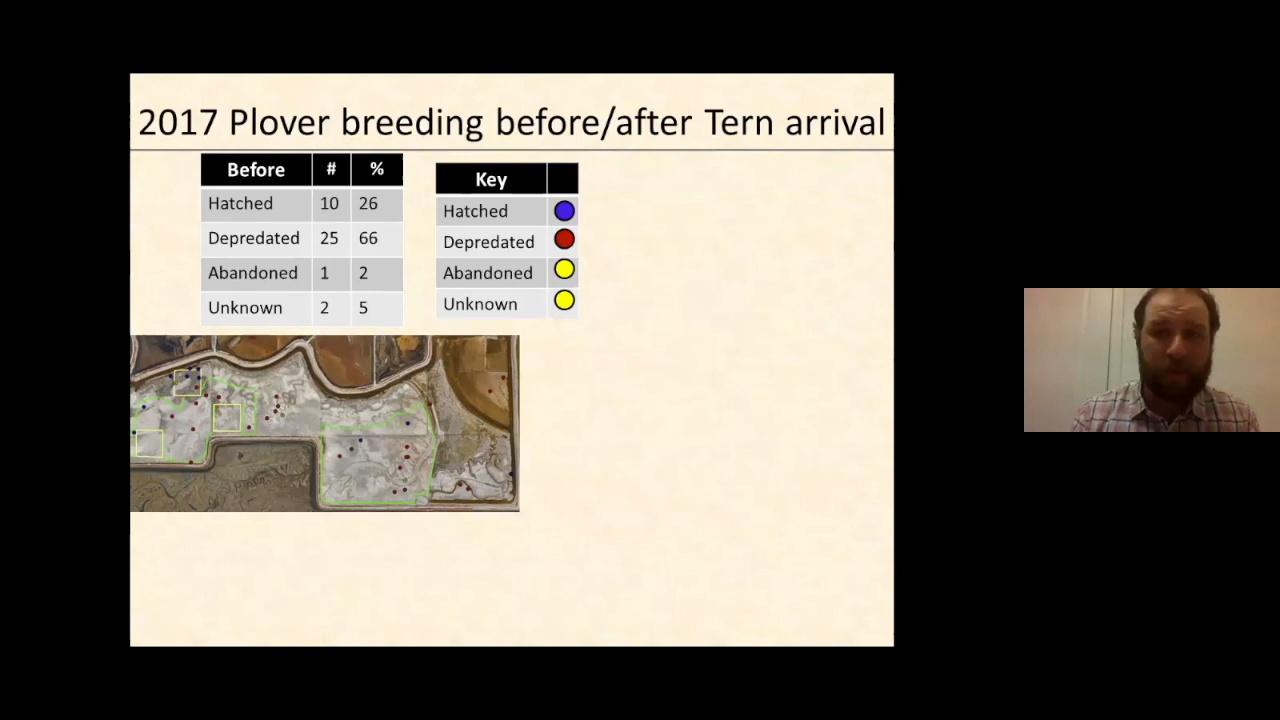 2017 Plover breeding before/after Tern arrival
Before # %
Hatched 10 26
Depredated 25 66
Abandoned 1 2
Unknown 2 5
Key
Hatched
Depredated
Abandoned
Unknown